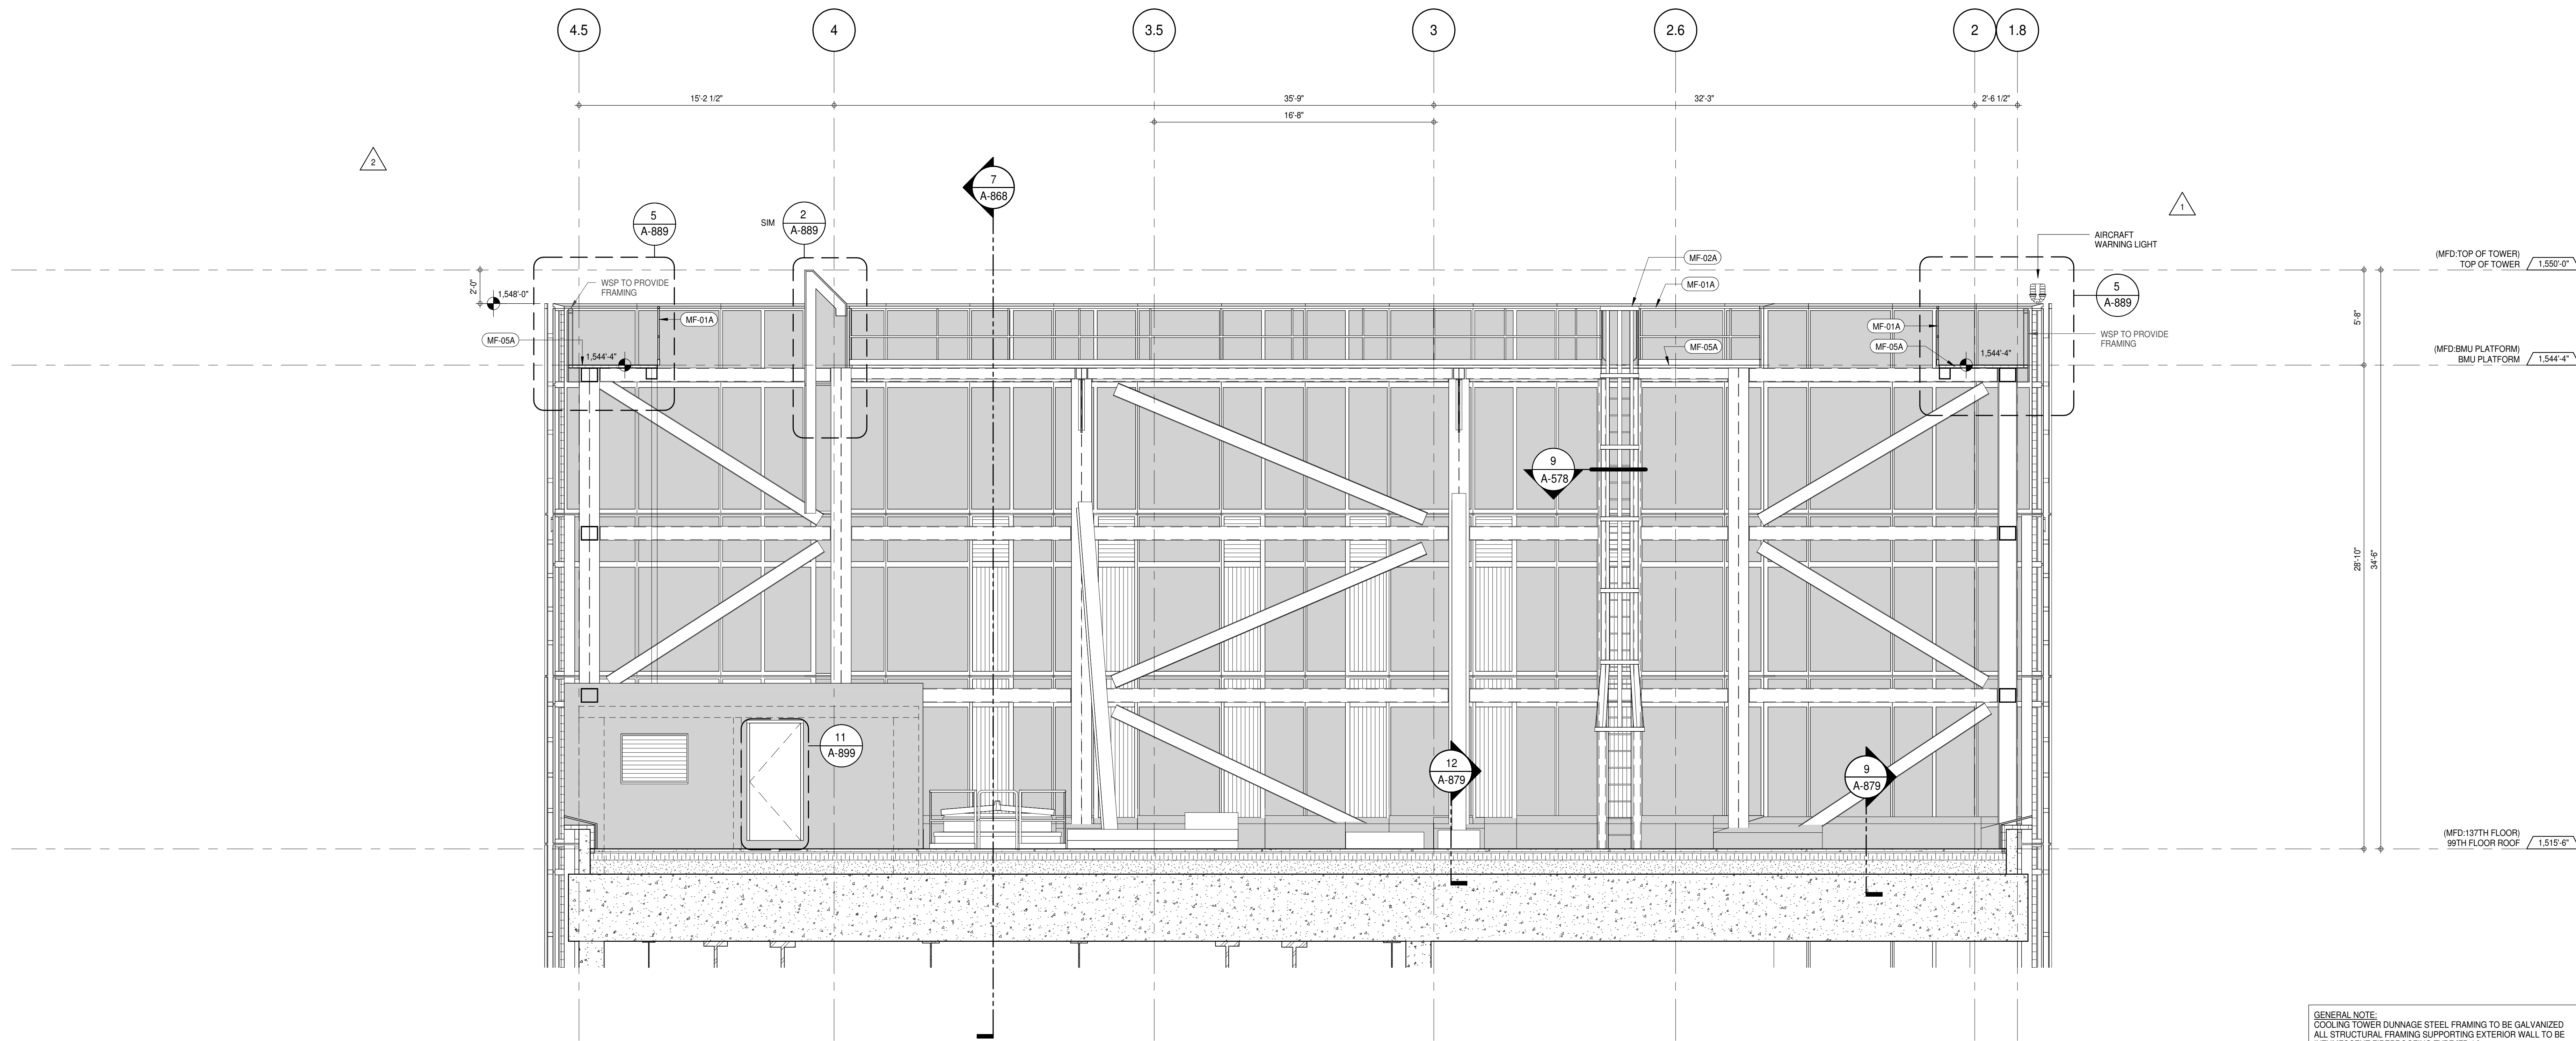 4.5
4
3.5
3
2.6
2
1.8
15'-2 1/2"
35'-9"
32'-3"
2'-6 1/2"
16'-8"
2
7
A-868
1
5
A-889
SIM
2
A-889
AIRCRAFT
WARNING LIGHT
(MFD:TOP OF TOWER)
TOP OF TOWER
1,550'-0"
MF-02A
MF-01A
WSP TO PROVIDE
FRAMING
2'-0"
1,548'-0"
5
A-889
MF-01A
MF-05A
MF-01A
MF-05A
MF-05A
WSP TO PROVIDE
FRAMING
5'-8"
1,544'-4"
1,544'-4"
(MFD:BMU PLATFORM)
BMU PLATFORM
1,544'-4"
9
A-578
28'-10"
34'-6"
11
A-899
12
A-879
9
A-879
(MFD:137TH FLOOR)
99TH FLOOR ROOF
1,515'-6"
GENERAL NOTE:
COOLING TOWER DUNNAGE STEEL FRAMING TO BE GALVANIZED
ALL STRUCTURAL FRAMING SUPPORTING EXTERIOR WALL TO BE